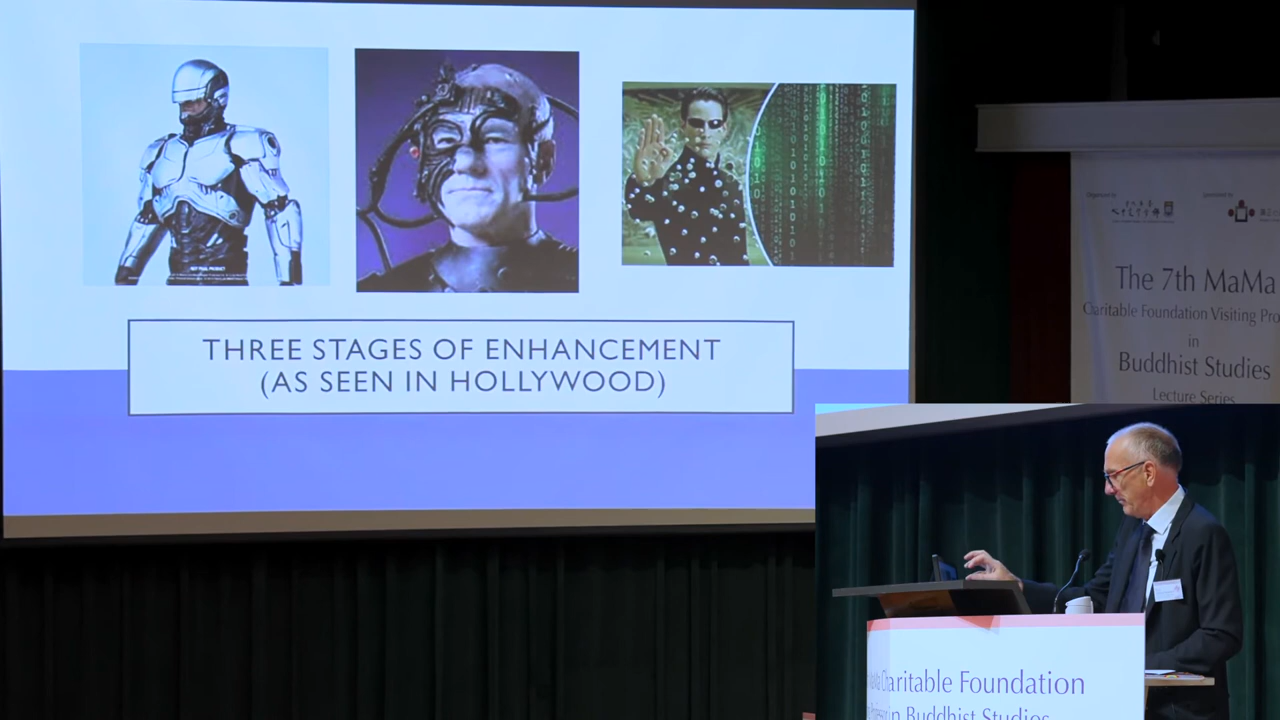 THREE STAGES OF ENHANCEMENT
(AS SEEN IN HOLLYWOOD)
The 7th MaMa
Charitable Foundation Visiting Pro
in
Buddhist Studies
Lecture Series
Charitable Foundation
in Buddhist Studies